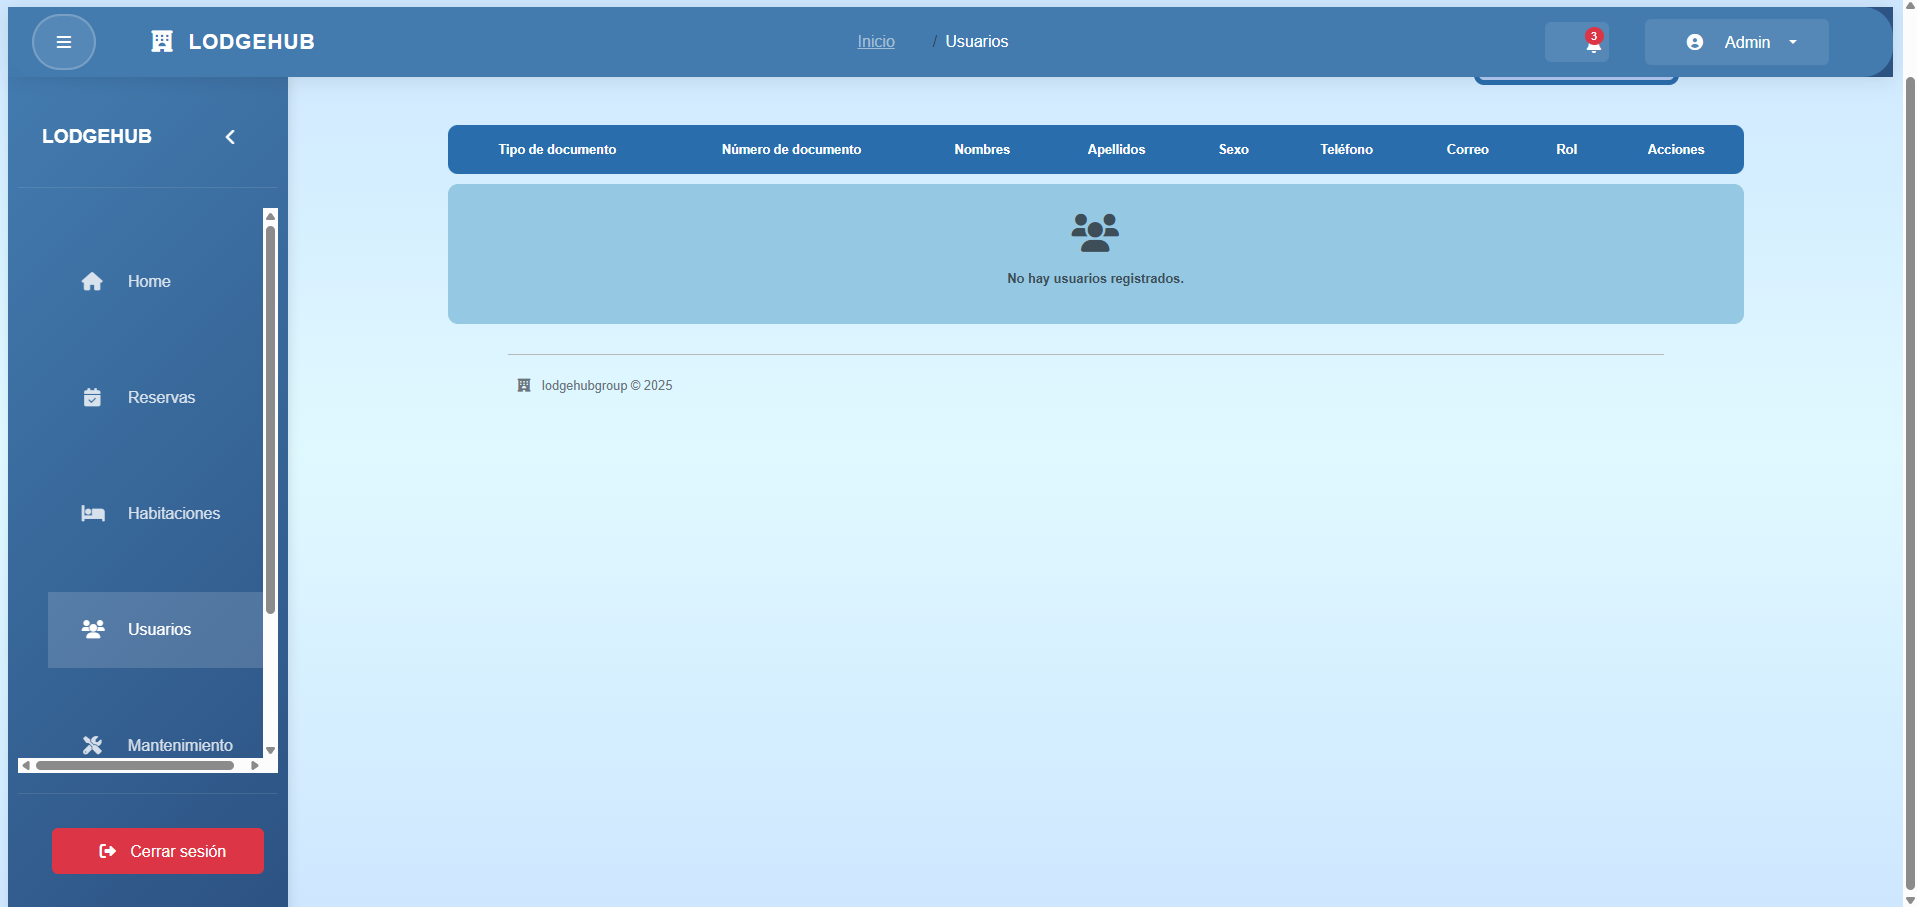 LODGEHUB
Inicio / Usuarios
3
Admin
LODGEHUB
Home
Reservas
Habitaciones
Usuarios
Mantenimiento
Cerrar sesión
Tipo de documento Número de documento Nombres Apellidos Sexo Teléfono Correo Rol Acciones
No hay usuarios registrados.
lodgehubgroup © 2025